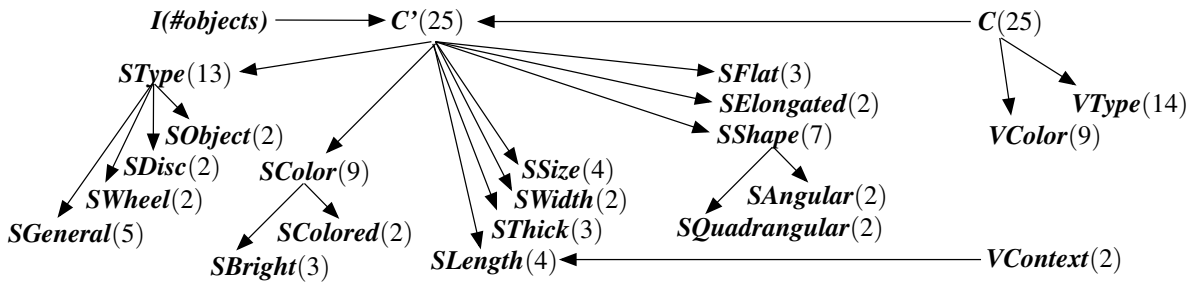 I(#objects) C’(25) C(25)
SType(13) SFlat(3)
SElongated(2) VType(14)
SObject(2) SShape(7) VColor(9)
SDisc(2) SColor(9) SSize(4)
SWheel(2) SWidth(2) SAngular(2)
SGeneral(5) SColored(2) SThick(3) SQuadrangular(2)
SBright(3) SLength(4) VContext(2)